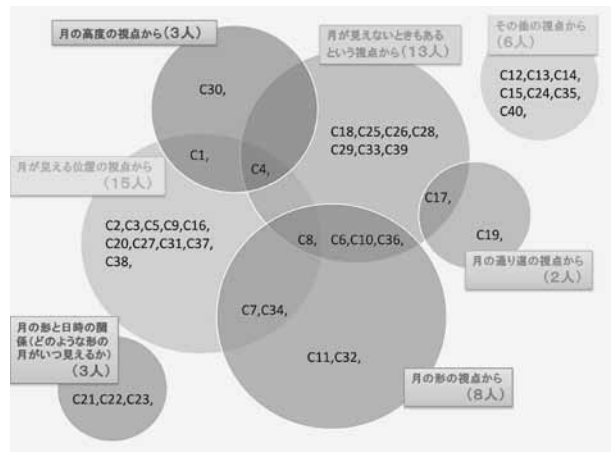 月の高度の視点から（3人）
月が見えないときもある
という視点から（13人）
その後の視点から
（6人）
C30,
C12,C13,C14,
C15,C24,C35,
C40,
C18,C25,C26,C28,
C29,C33,C39
C1,
C4,
月が見える位置の視点から
（15人）
C17,
C2,C3,C5,C9,C16,
C20,C27,C31,C37,
C38,
C8,
C6,C10,C36,
C19,
月の通り道の視点から
（2人）
C7,C34,
月の形と日時の関
係（どのような形の
月がいつ見えるか）
（3人）
C11,C32,
月の形の視点から
（8人）
C21,C22,C23,